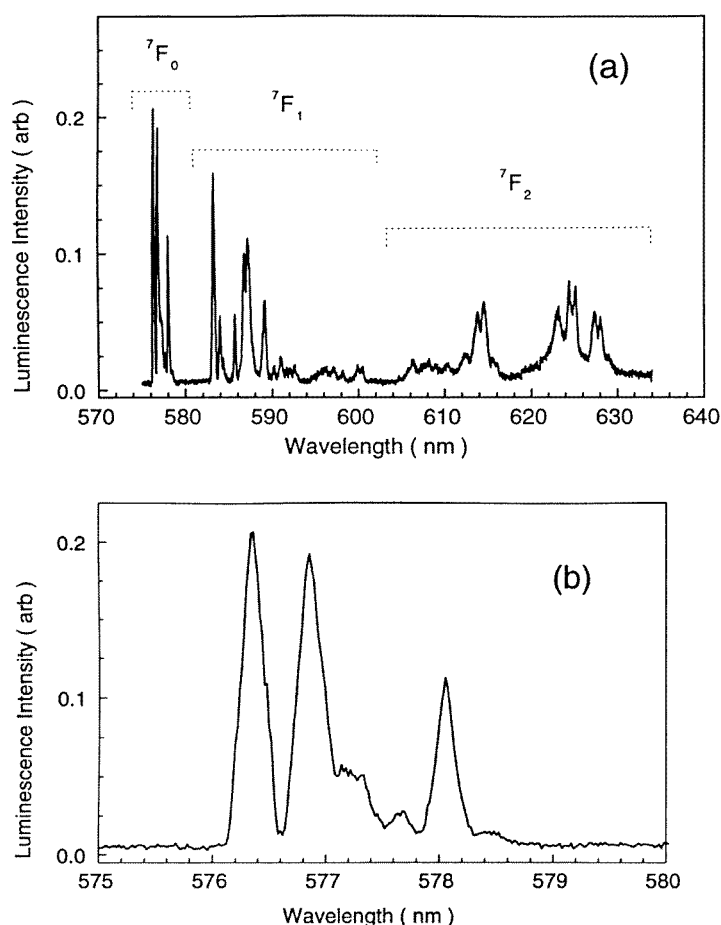 (a)
⁷F₀
⁷F₁
⁷F₂
Luminescence Intensity ( arb )
0.2
0.1
0.0
570 580 590 600 610 620 630 640
Wavelength ( nm )
(b)
Luminescence Intensity ( arb )
0.2
0.1
0.0
575 576 577 578 579 580
Wavelength ( nm )